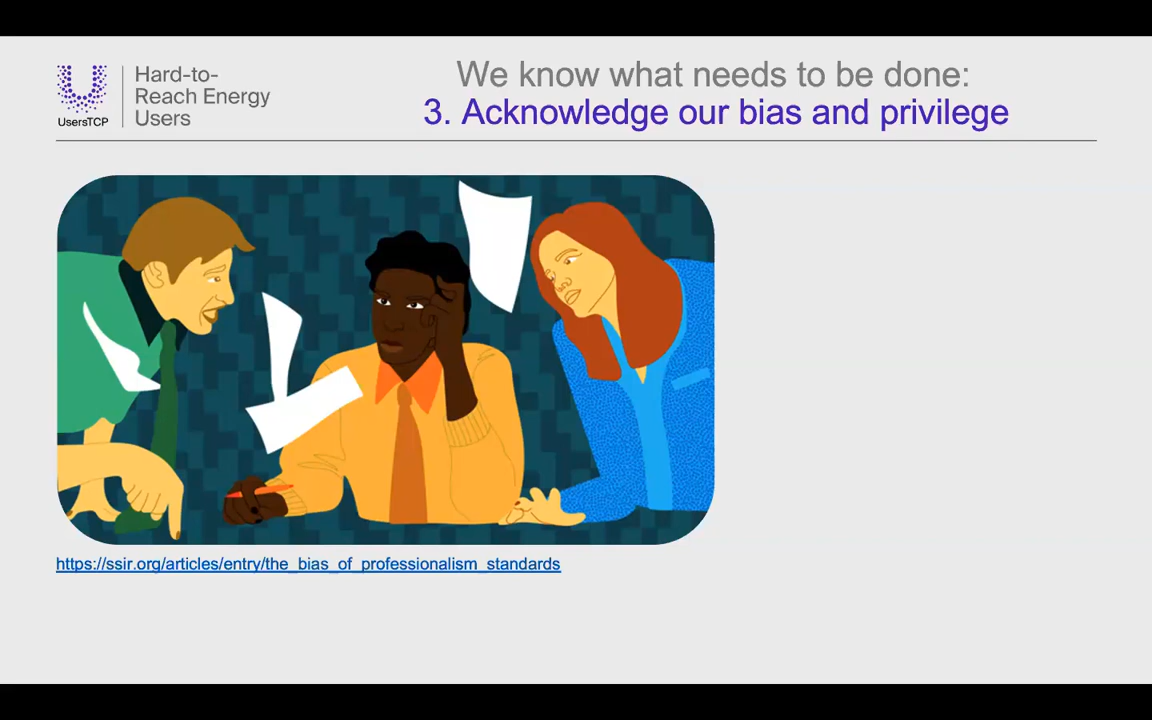 Hard-to-
Reach Energy
Users
UsersTCP
We know what needs to be done:
3. Acknowledge our bias and privilege
https://ssir.org/articles/entry/the_bias_of_professionalism_standards